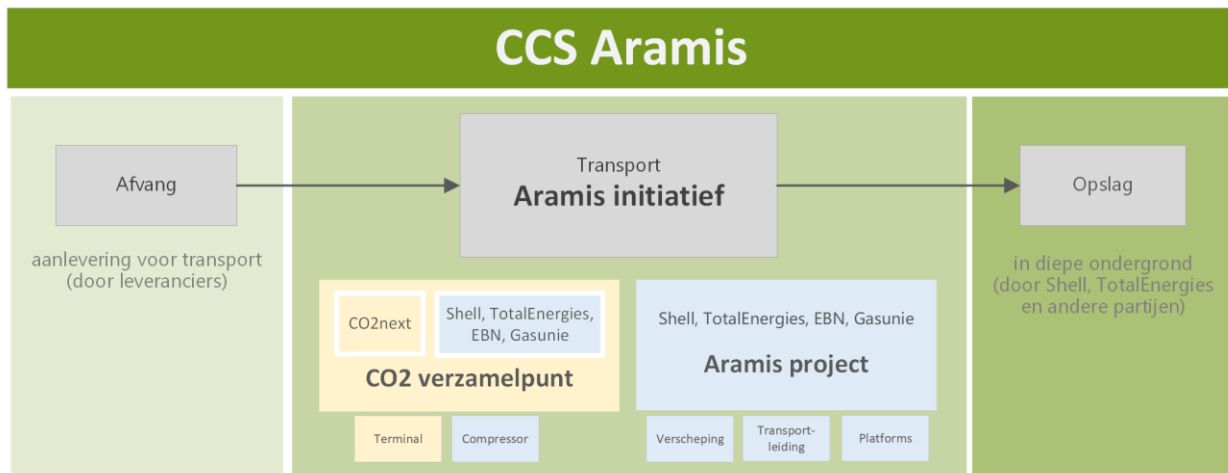 CCS Aramis
Afvang
aanlevering voor transport
(door leveranciers)
Transport
Aramis initiatief
CO2next
Shell, TotalEnergies,
EBN, Gasunie
CO2 verzamelpunt
Terminal
Compressor
Shell, TotalEnergies, EBN, Gasunie
Aramis project
Verscheping
Transport-
leiding
Platforms
Opslag
in diepe ondergrond
(door Shell, TotalEnergies
en andere partijen)